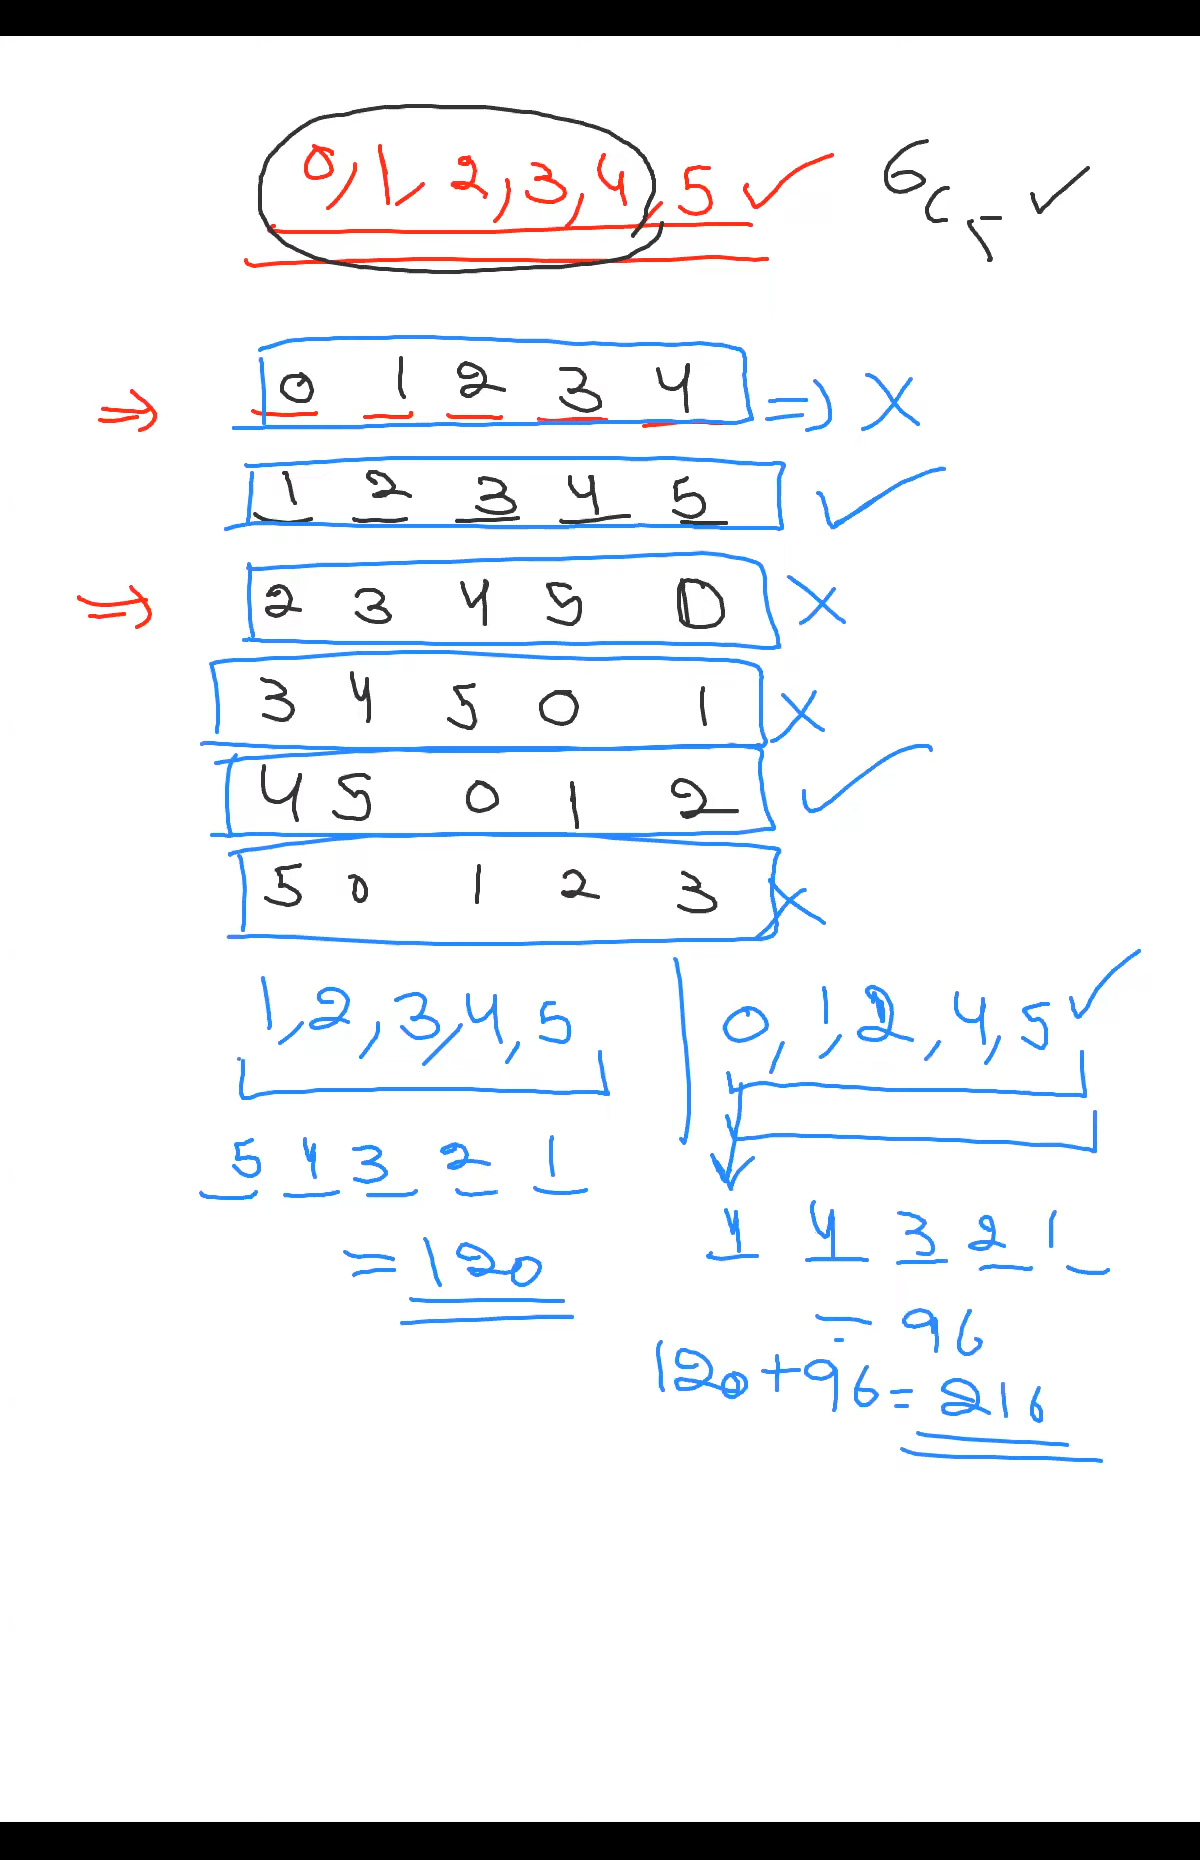 0, 1, 2, 3, 4, 5 ✓ 6c5 ✓
⇒ 0 1 2 3 4 ⇒ X
1 2 3 4 5 ✓
⇒ 2 3 4 5 0 X
3 4 5 0 1 X
4 5 0 1 2 ✓
5 0 1 2 3 X
1, 2, 3, 4, 5
5 4 3 2 1
= 120
0, 1, 2, 4, 5 ✓
4 4 3 2 1
= 96
120 + 96 = 216